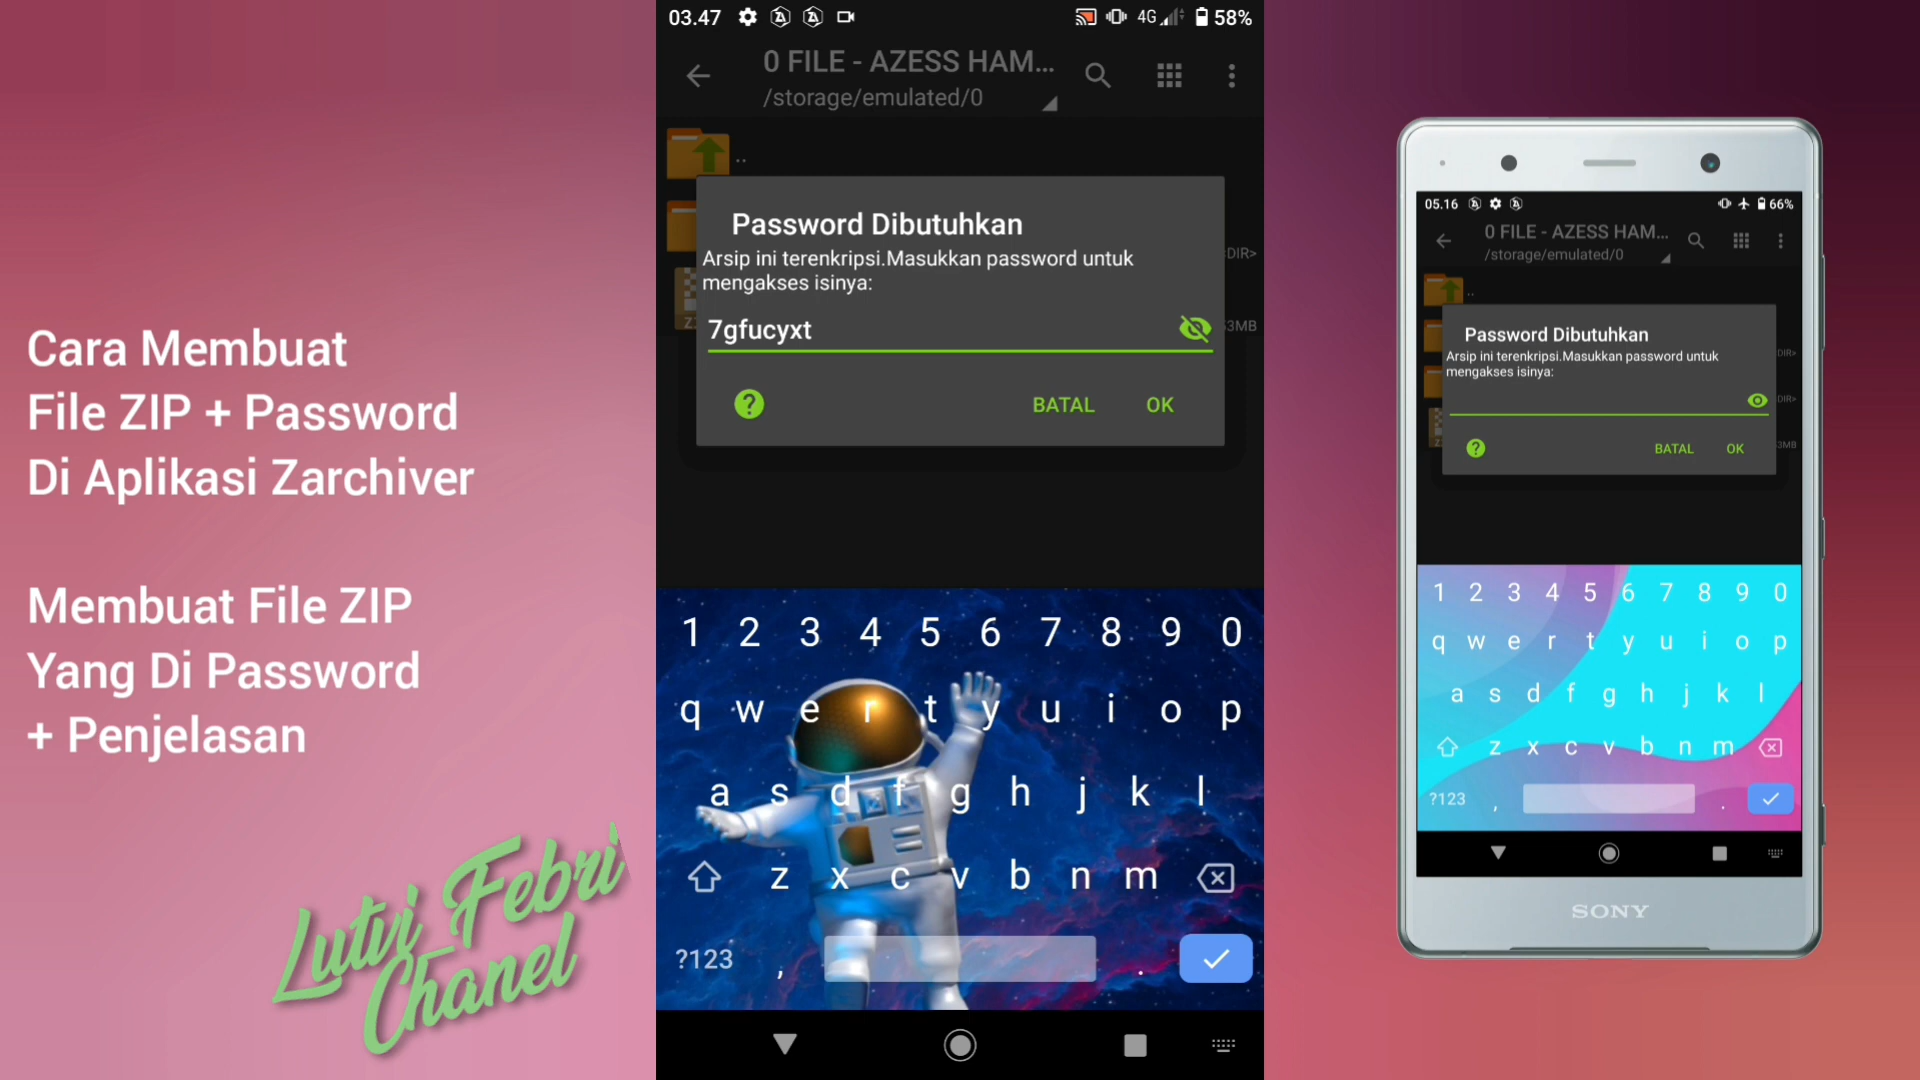 Cara Membuat
File ZIP + Password
Di Aplikasi Zarchiver
Membuat File ZIP
Yang Di Password
+ Penjelasan
Lutvi Febri
Chanel
03.47
4G
58%
0 FILE - AZESS HAM...
/storage/emulated/0
..
Password Dibutuhkan
DIR>
Arsip ini terenkripsi.Masukkan password untuk
mengakses isinya:
7gfucyxt
3MB
BATAL
OK
1 2 3 4 5 6 7 8 9 0
q w e r t y u i o p
a s d f g h j k l
z x c v b n m
?123 , .
05.16
66%
0 FILE - AZESS HAM...
/storage/emulated/0
..
Password Dibutuhkan
Arsip ini terenkripsi.Masukkan password untuk
mengakses isinya:
DIR>
DIR>
3MB
BATAL
OK
1 2 3 4 5 6 7 8 9 0
q w e r t y u i o p
a s d f g h j k l
z x c v b n m
?123 , .
SONY